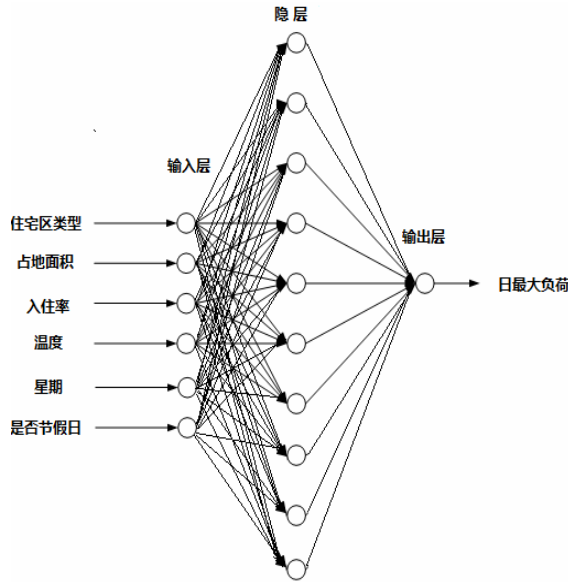 隐 层
输入层
住宅区类型
占地面积
输出层
入住率
日最大负荷
温度
星期
是否节假日